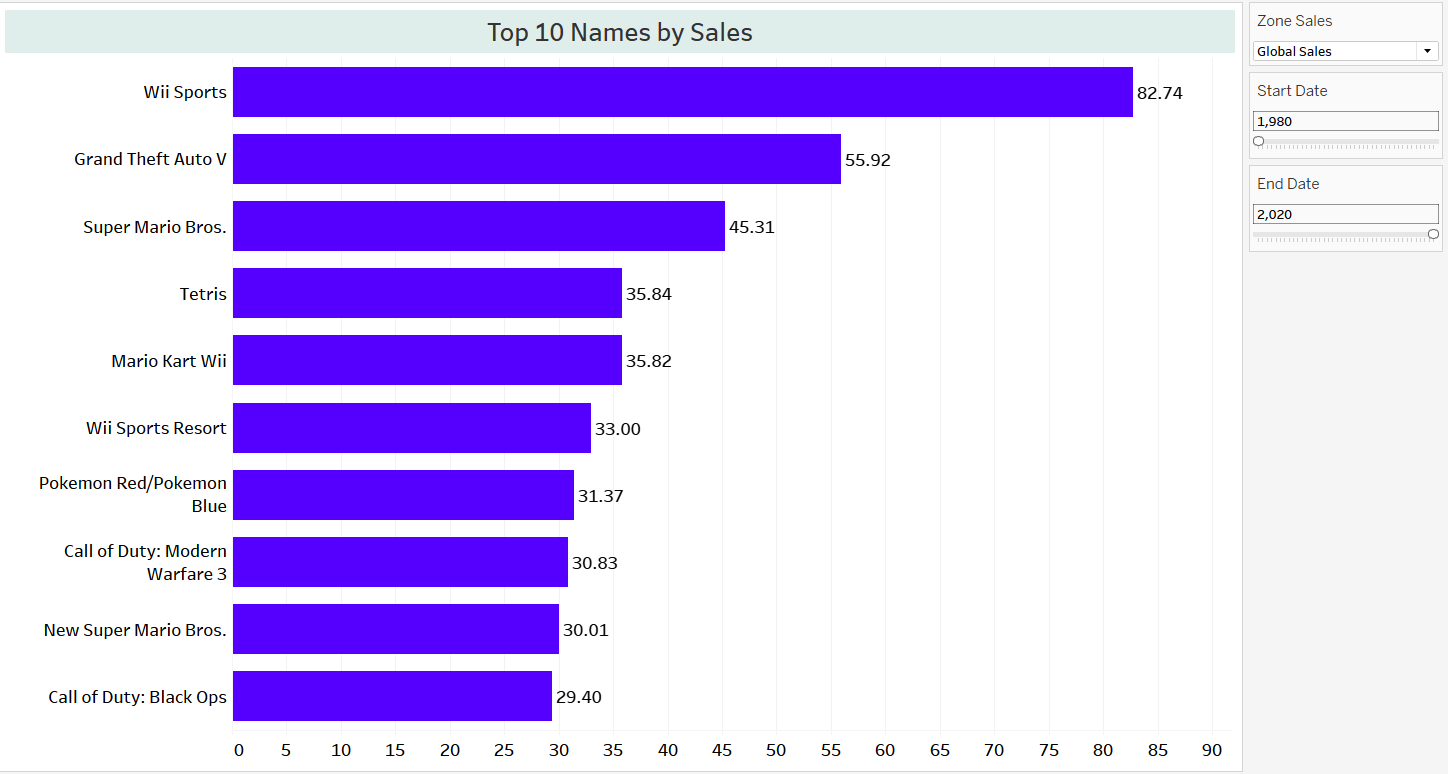 Top 10 Names by Sales
Wii Sports
82.74
Grand Theft Auto V
55.92
Super Mario Bros.
45.31
Tetris
35.84
Mario Kart Wii
35.82
Wii Sports Resort
33.00
Pokemon Red/Pokemon
Blue
31.37
Call of Duty: Modern
Warfare 3
30.83
New Super Mario Bros.
30.01
Call of Duty: Black Ops
29.40
0 5 10 15 20 25 30 35 40 45 50 55 60 65 70 75 80 85 90
Zone Sales
Global Sales
Start Date
1,980
End Date
2,020